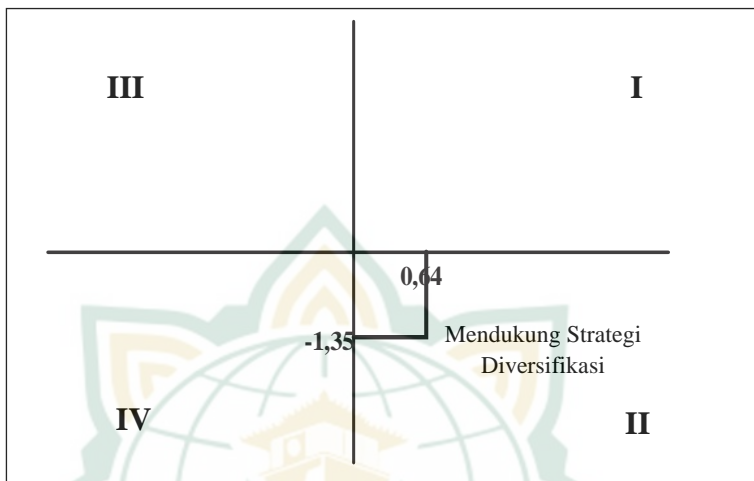 III
I
0,64
-1,35
Mendukung Strategi
Diversifikasi
IV
II